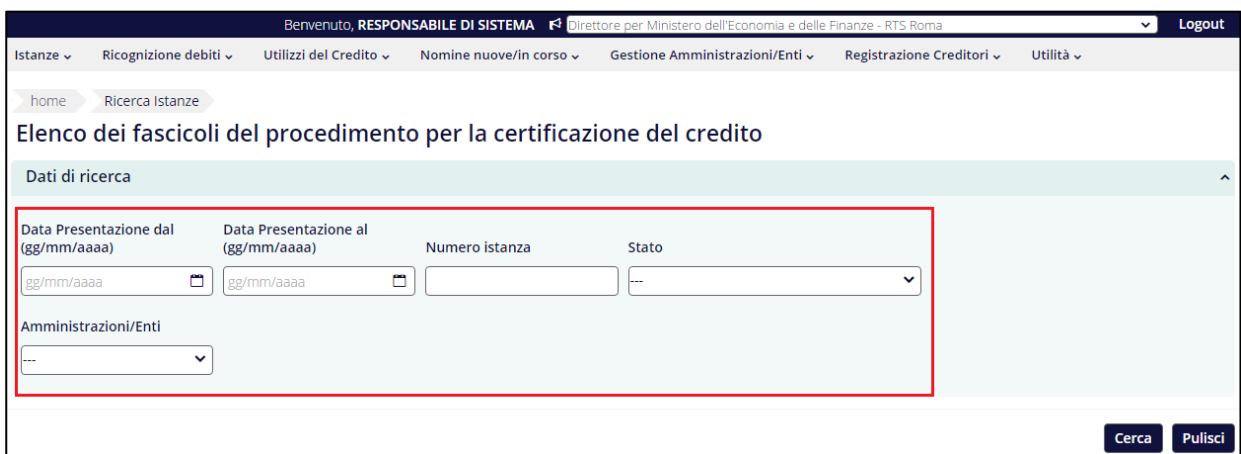 Benvenuto, RESPONSABILE DI SISTEMA Direttore per Ministero dell'Economia e delle Finanze - RTS Roma Logout
Istanze Ricognizione debiti Utilizzi del Credito Nomine nuove/in corso Gestione Amministrazioni/Enti Registrazione Creditori Utilità
home Ricerca Istanze
Elenco dei fascicoli del procedimento per la certificazione del credito
Dati di ricerca
Data Presentazione dal Data Presentazione al
(gg/mm/aaaa) (gg/mm/aaaa) Numero istanza Stato
gg/mm/aaaa gg/mm/aaaa ---
Amministrazioni/Enti
---
Cerca Pulisci